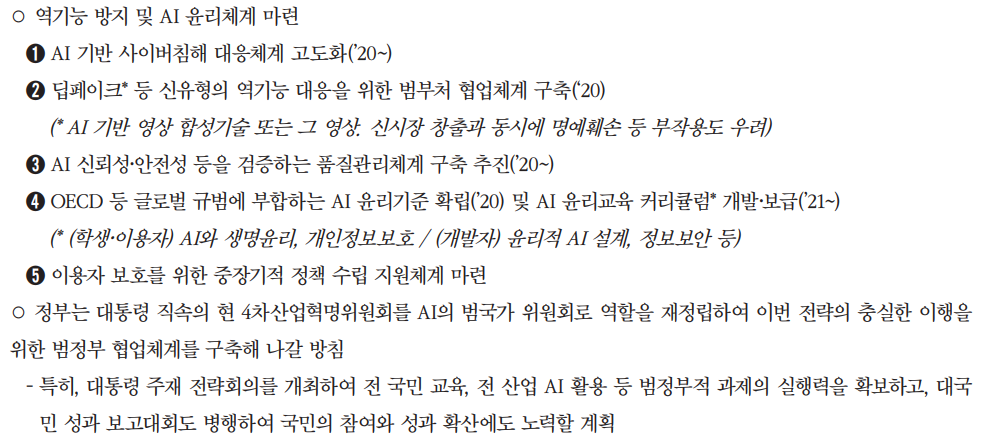 ○ 역기능 방지 및 AI 윤리체계 마련
❶ AI 기반 사이버침해 대응체계 고도화(’20~)
❷ 딥페이크* 등 신유형의 역기능 대응을 위한 범부처 협업체계 구축(‘20)
(* AI 기반 영상 합성기술 또는 그 영상. 신시장 창출과 동시에 명예훼손 등 부작용도 우려)
❸ AI 신뢰성·안전성 등을 검증하는 품질관리체계 구축 추진(’20~)
❹ OECD 등 글로벌 규범에 부합하는 AI 윤리기준 확립(’20) 및 AI 윤리교육 커리큘럼* 개발·보급(’21~)
(* (학생·이용자) AI와 생명윤리, 개인정보보호 / (개발자) 윤리적 AI 설계, 정보보안 등)
❺ 이용자 보호를 위한 중장기적 정책 수립 지원체계 마련
○ 정부는 대통령 직속의 현 4차산업혁명위원회를 AI의 범국가 위원회로 역할을 재정립하여 이번 전략의 충실한 이행을
위한 범정부 협업체계를 구축해 나갈 방침
- 특히, 대통령 주재 전략회의를 개최하여 전 국민 교육, 전 산업 AI 활용 등 범정부적 과제의 실행력을 확보하고, 대국
민 성과 보고대회도 병행하여 국민의 참여와 성과 확산에도 노력할 계획